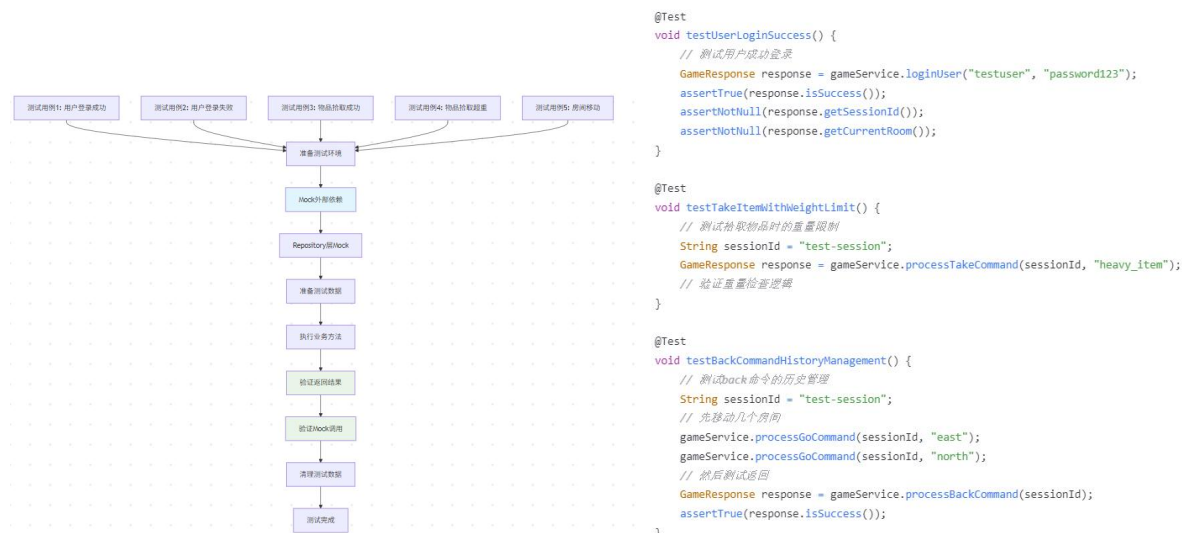 测试用例1: 用户登录成功
测试用例2: 用户登录失败
测试用例3: 物品拾取成功
测试用例4: 物品拾取超重
测试用例5: 房间移动
准备测试环境
Mock外部依赖
Repository层Mock
准备测试数据
执行业务方法
验证返回结果
验证Mock调用
清理测试数据
测试完成
@Test
void testUserLoginSuccess() {
// 测试用户成功登录
GameResponse response = gameService.loginUser("testuser", "password123");
assertTrue(response.isSuccess());
assertNotNull(response.getSessionId());
assertNotNull(response.getCurrentRoom());
}
@Test
void testTakeItemWithWeightLimit() {
// 测试拾取物品时的重量限制
String sessionId = "test-session";
GameResponse response = gameService.processTakeCommand(sessionId, "heavy_item");
// 验证重量检查逻辑
}
@Test
void testBackCommandHistoryManagement() {
// 测试back命令的历史管理
String sessionId = "test-session";
// 先移动几个房间
gameService.processGoCommand(sessionId, "east");
gameService.processGoCommand(sessionId, "north");
// 然后测试返回
GameResponse response = gameService.processBackCommand(sessionId);
assertTrue(response.isSuccess());
}